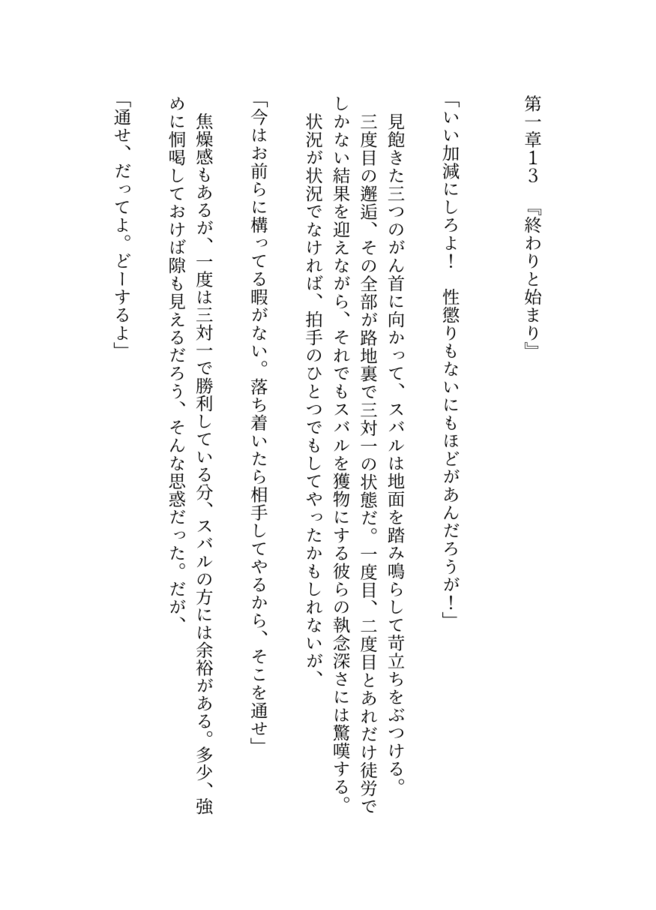 第一章１３　『終わりと始まり』
「いい加減にしろよ！　性懲りもないにもほどがあんだろうが！」
　見飽きた三つのがん首に向かって、スバルは地面を踏み鳴らして苛立ちをぶつける。
　三度目の邂逅、その全部が路地裏で三対一の状態だ。一度目、二度目とあれだけ徒労で
しかない結果を迎えながら、それでもスバルを獲物にする彼らの執念深さには驚嘆する。
　状況が状況でなければ、拍手のひとつでもしてやったかもしれないが、
「今はお前らに構ってる暇がない。落ち着いたら相手してやるから、そこを通せ」
　焦燥感もあるが、一度は三対一で勝利している分、スバルの方には余裕がある。多少、強
めに恫喝しておけば隙も見えるだろう、そんな思惑だった。だが、
「通せ、だってよ。どーするよ」